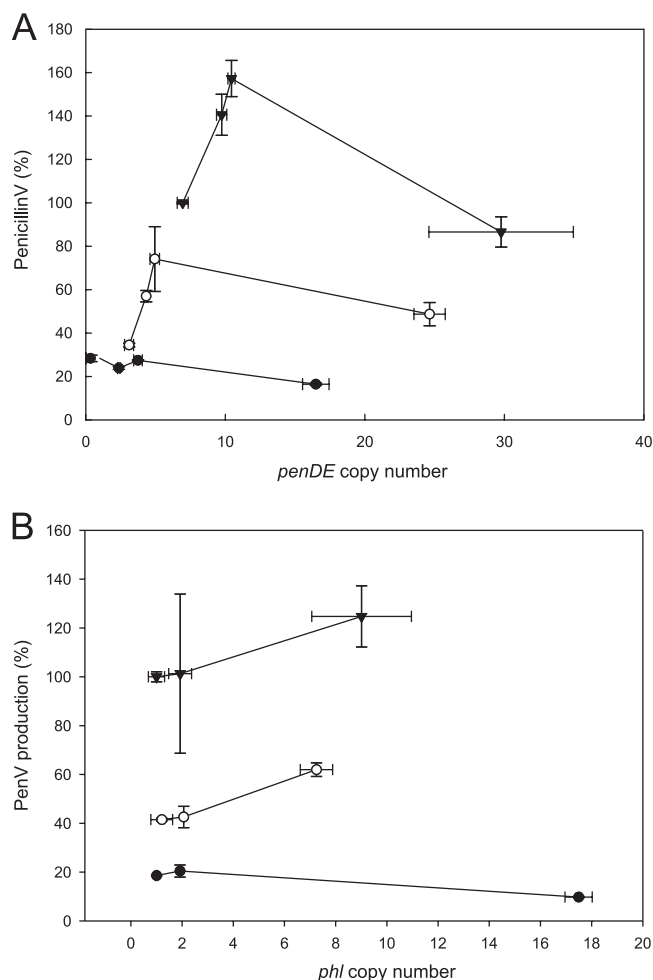 A
180
160
140
120
100
80
60
40
20
0
PenicillinV (%)
0 10 20 30 40
penDE copy number
B
160
140
120
100
80
60
40
20
0
PenV production (%)
0 2 4 6 8 10 12 14 16 18 20
phl copy number